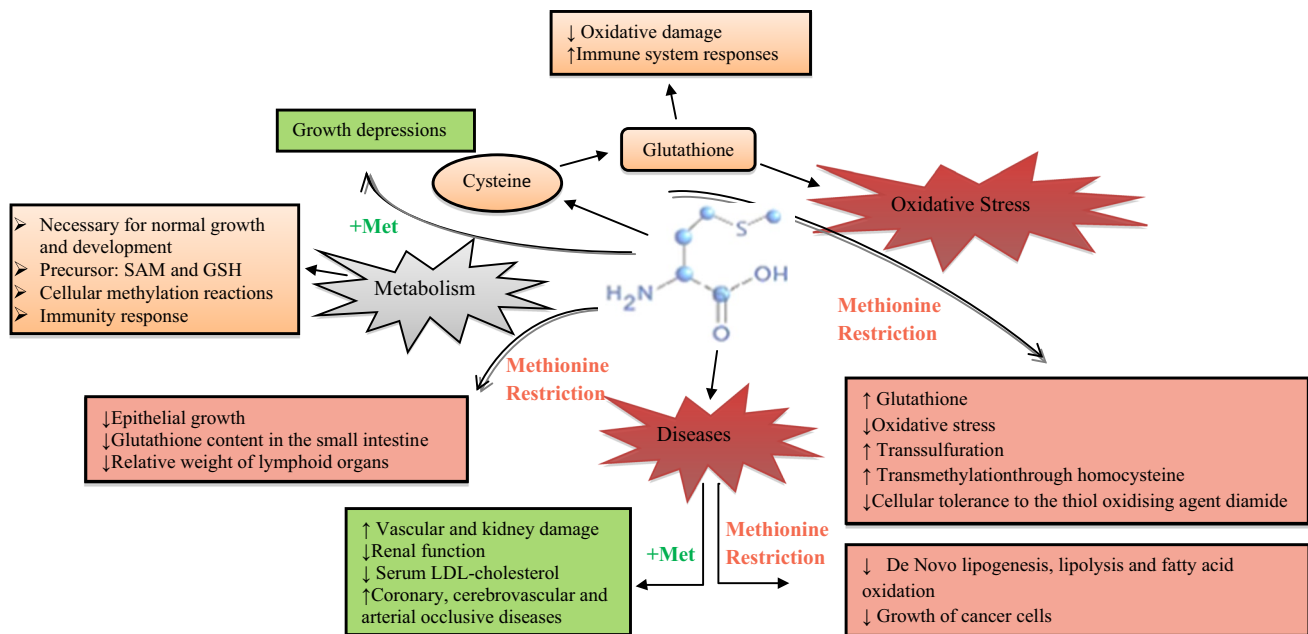 ↓ Oxidative damage
↑Immune system responses
Growth depressions
Glutathione
Cysteine
Oxidative Stress
➢ Necessary for normal growth
and development
➢ Precursor: SAM and GSH
➢ Cellular methylation reactions
➢ Immunity response
+Met
Metabolism
S
H₂N
OH
O
Methionine
Restriction
Methionine
Restriction
↓Epithelial growth
↓Glutathione content in the small intestine
↓Relative weight of lymphoid organs
Diseases
↑ Glutathione
↓Oxidative stress
↑ Transsulfuration
↑ Transmethylationthrough homocysteine
↓Cellular tolerance to the thiol oxidising agent diamide
↑ Vascular and kidney damage
↓Renal function
↓ Serum LDL-cholesterol
↑Coronary, cerebrovascular and
arterial occlusive diseases
+Met
Methionine
Restriction
↓ De Novo lipogenesis, lipolysis and fatty acid
oxidation
↓ Growth of cancer cells